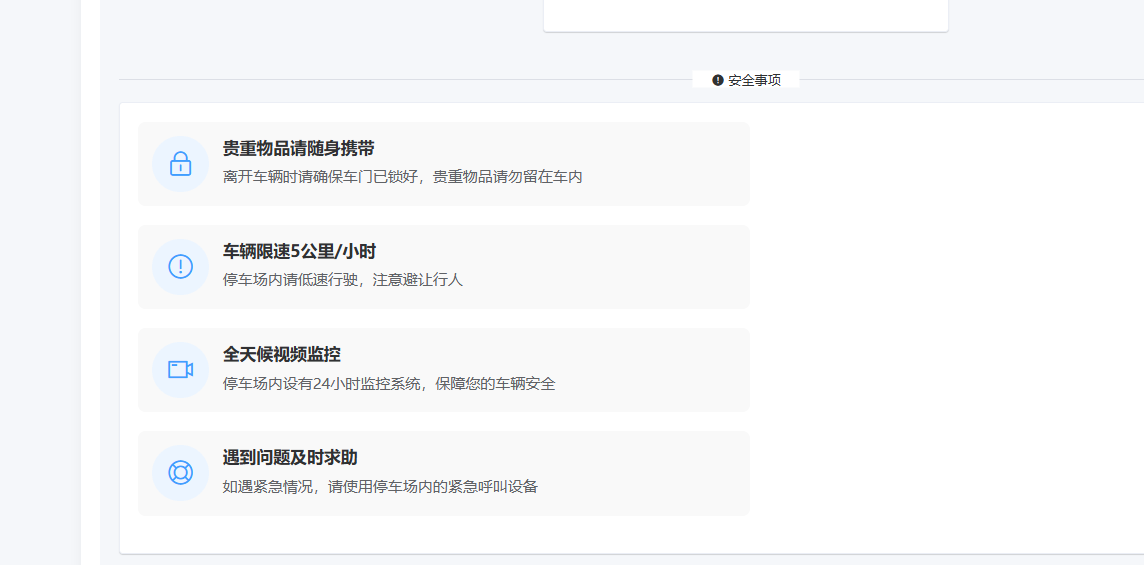 安全事项
贵重物品请随身携带
离开车辆时请确保车门已锁好，贵重物品请勿留在车内
车辆限速5公里/小时
停车场内请低速行驶，注意避让行人
全天候视频监控
停车场内设有24小时监控系统，保障您的车辆安全
遇到问题及时求助
如遇紧急情况，请使用停车场内的紧急呼叫设备